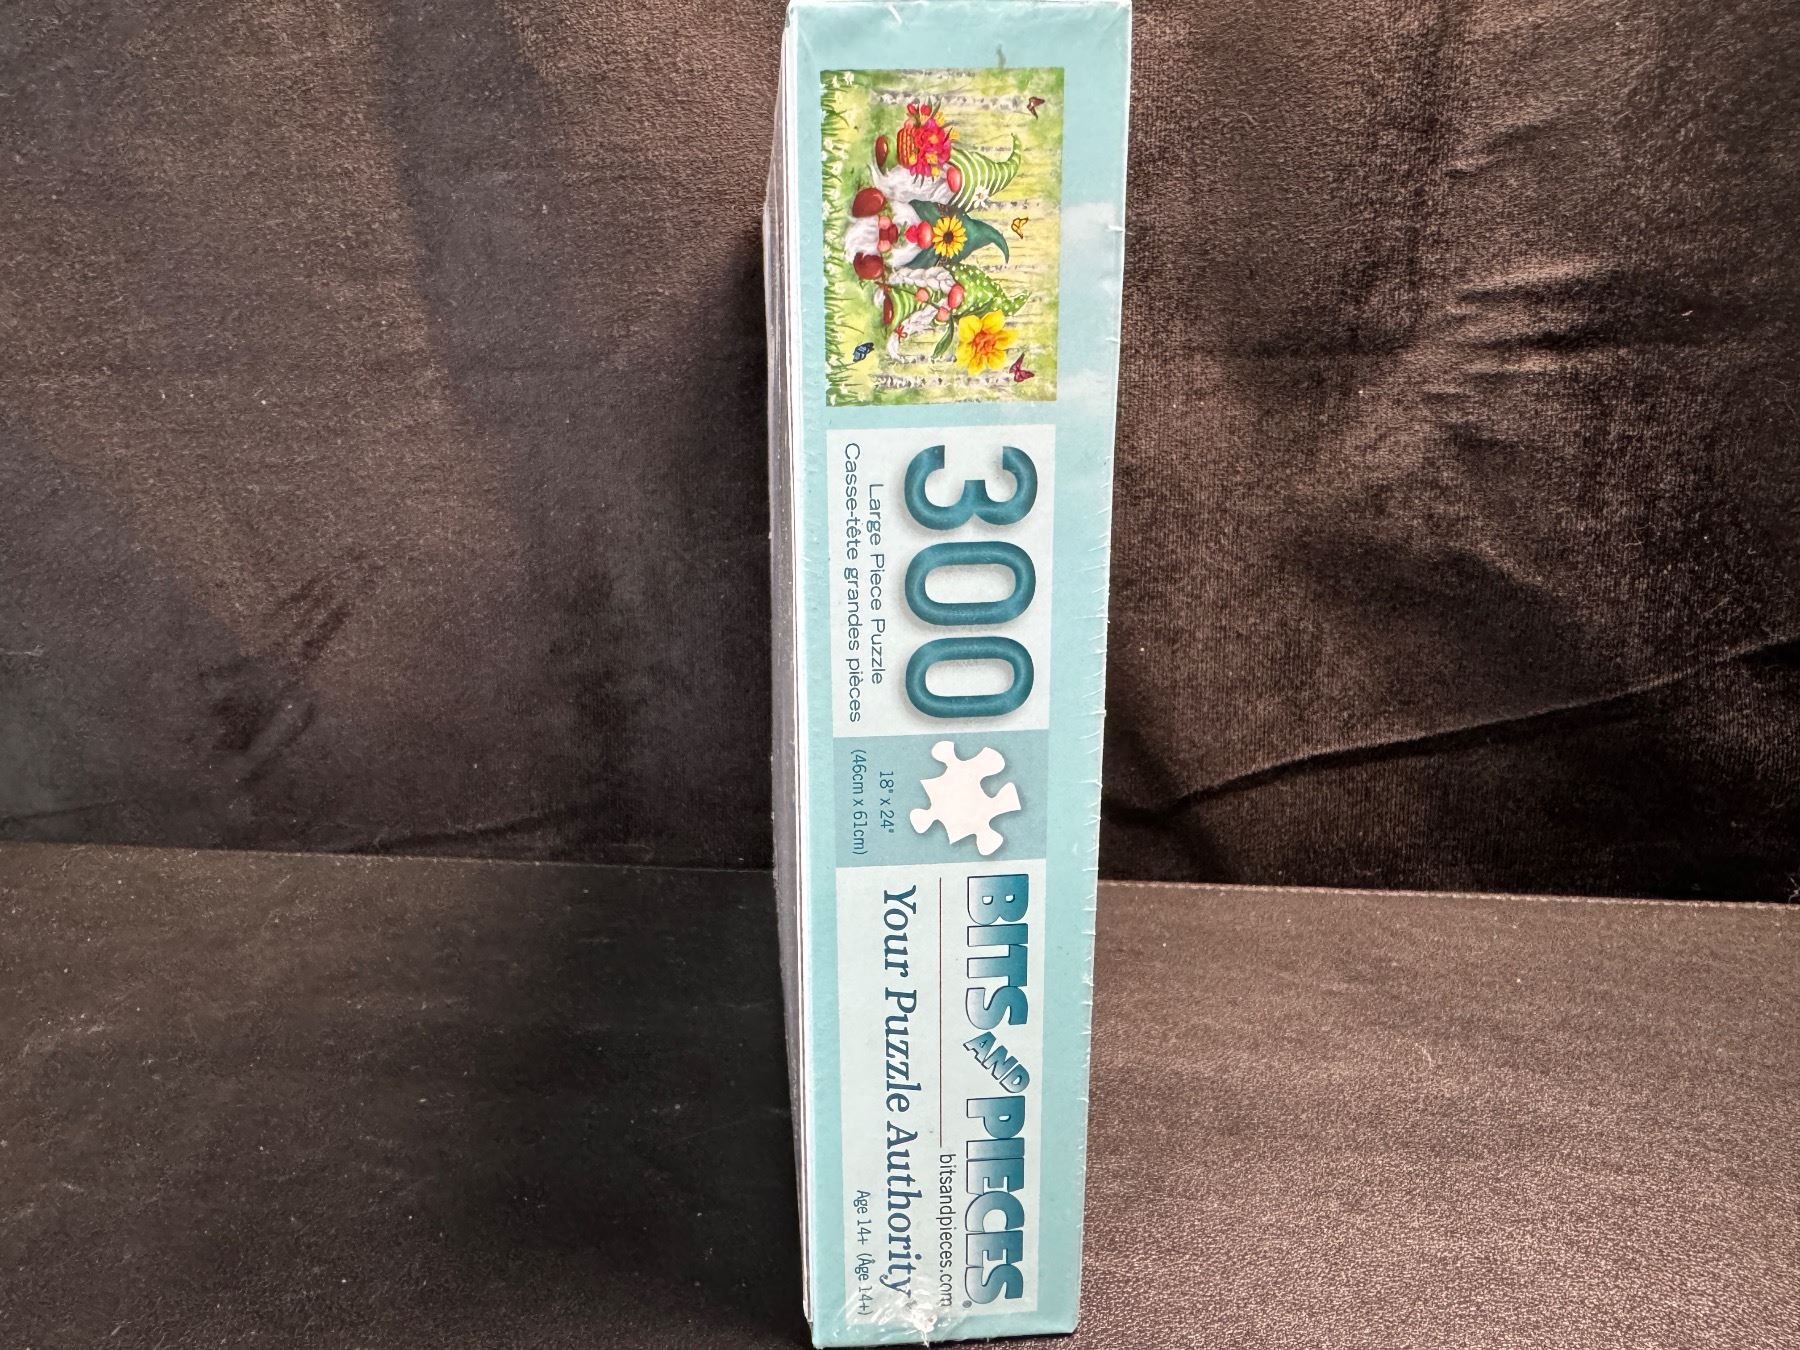 300
Large Piece Puzzle
Casse-tête grandes pièces
18" x 24"
(46cm x 61cm)
BITS AND PIECES®
bitsandpieces.com
Your Puzzle Authority
Age 14+ (Âge 14+)